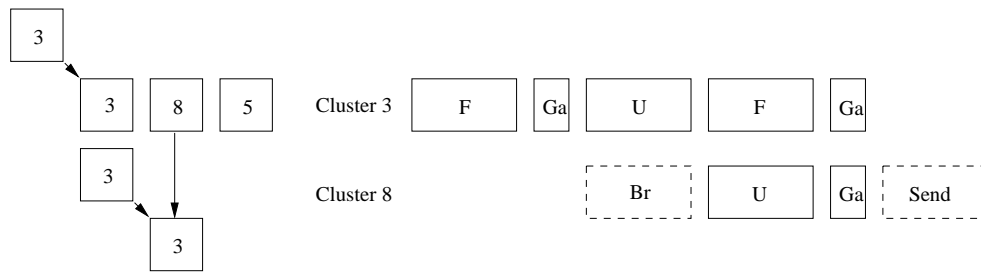 3
3 8 5 Cluster 3 F Ga U F Ga
3 Cluster 8 Br U Ga Send
3